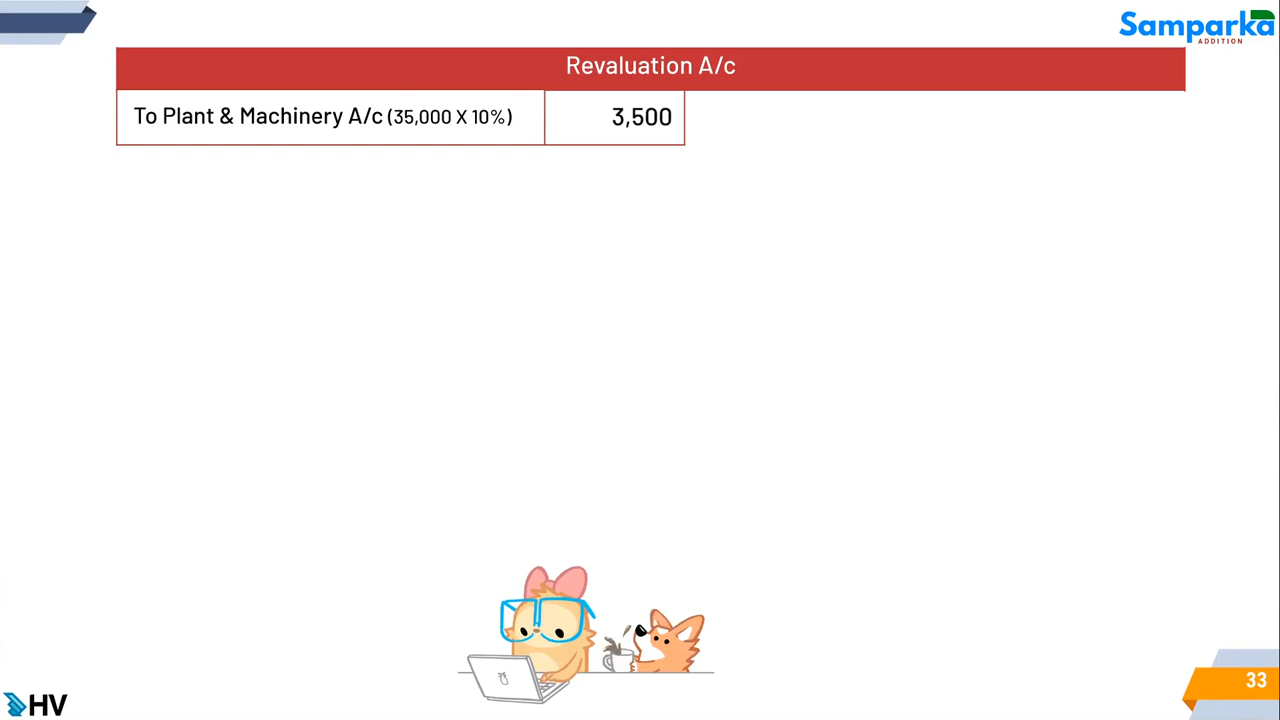 Samparka
ADDITION
Revaluation A/c
To Plant & Machinery A/c (35,000 X 10%) 3,500
HV
33